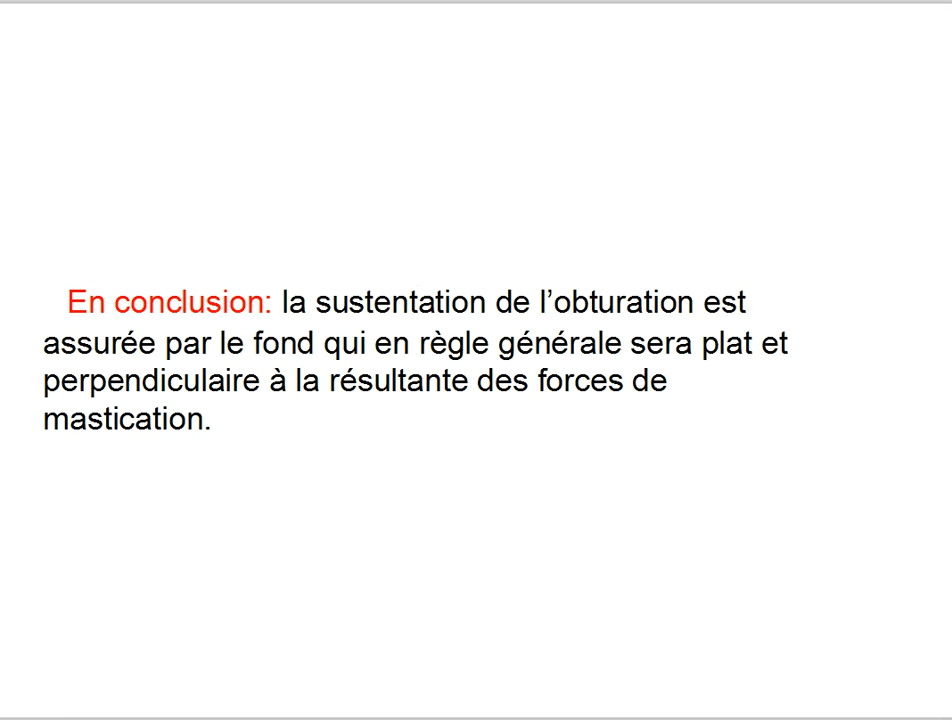 En conclusion: la sustentation de l’obturation est
assurée par le fond qui en règle générale sera plat et
perpendiculaire à la résultante des forces de
mastication.